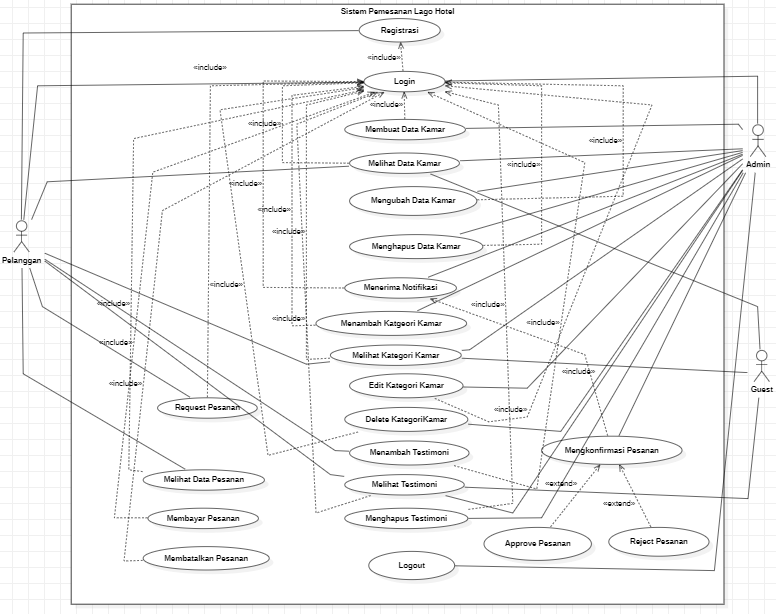 Sistem Pemesanan Lago Hotel
Registrasi
«include»
«include»
Login
«include»
«include»
Membuat Data Kamar
«include»
Admin
Melihat Data Kamar
«include»
«include»
Mengubah Data Kamar
«include»
«include»
Menghapus Data Kamar
Pelanggan
«include»
Menerima Notifikasi
«include»
«include»
«include»
Menambah Katgeori Kamar
«include»
«include»
Melihat Kategori Kamar
«include»
Edit Kategori Kamar
«include»
Guest
Request Pesanan
«include»
Delete KategoriKamar
Menambah Testimoni
Mengkonfirmasi Pesanan
Melihat Data Pesanan
Melihat Testimoni
«extend»
«extend»
Membayar Pesanan
Menghapus Testimoni
Approve Pesanan
Reject Pesanan
Membatalkan Pesanan
Logout